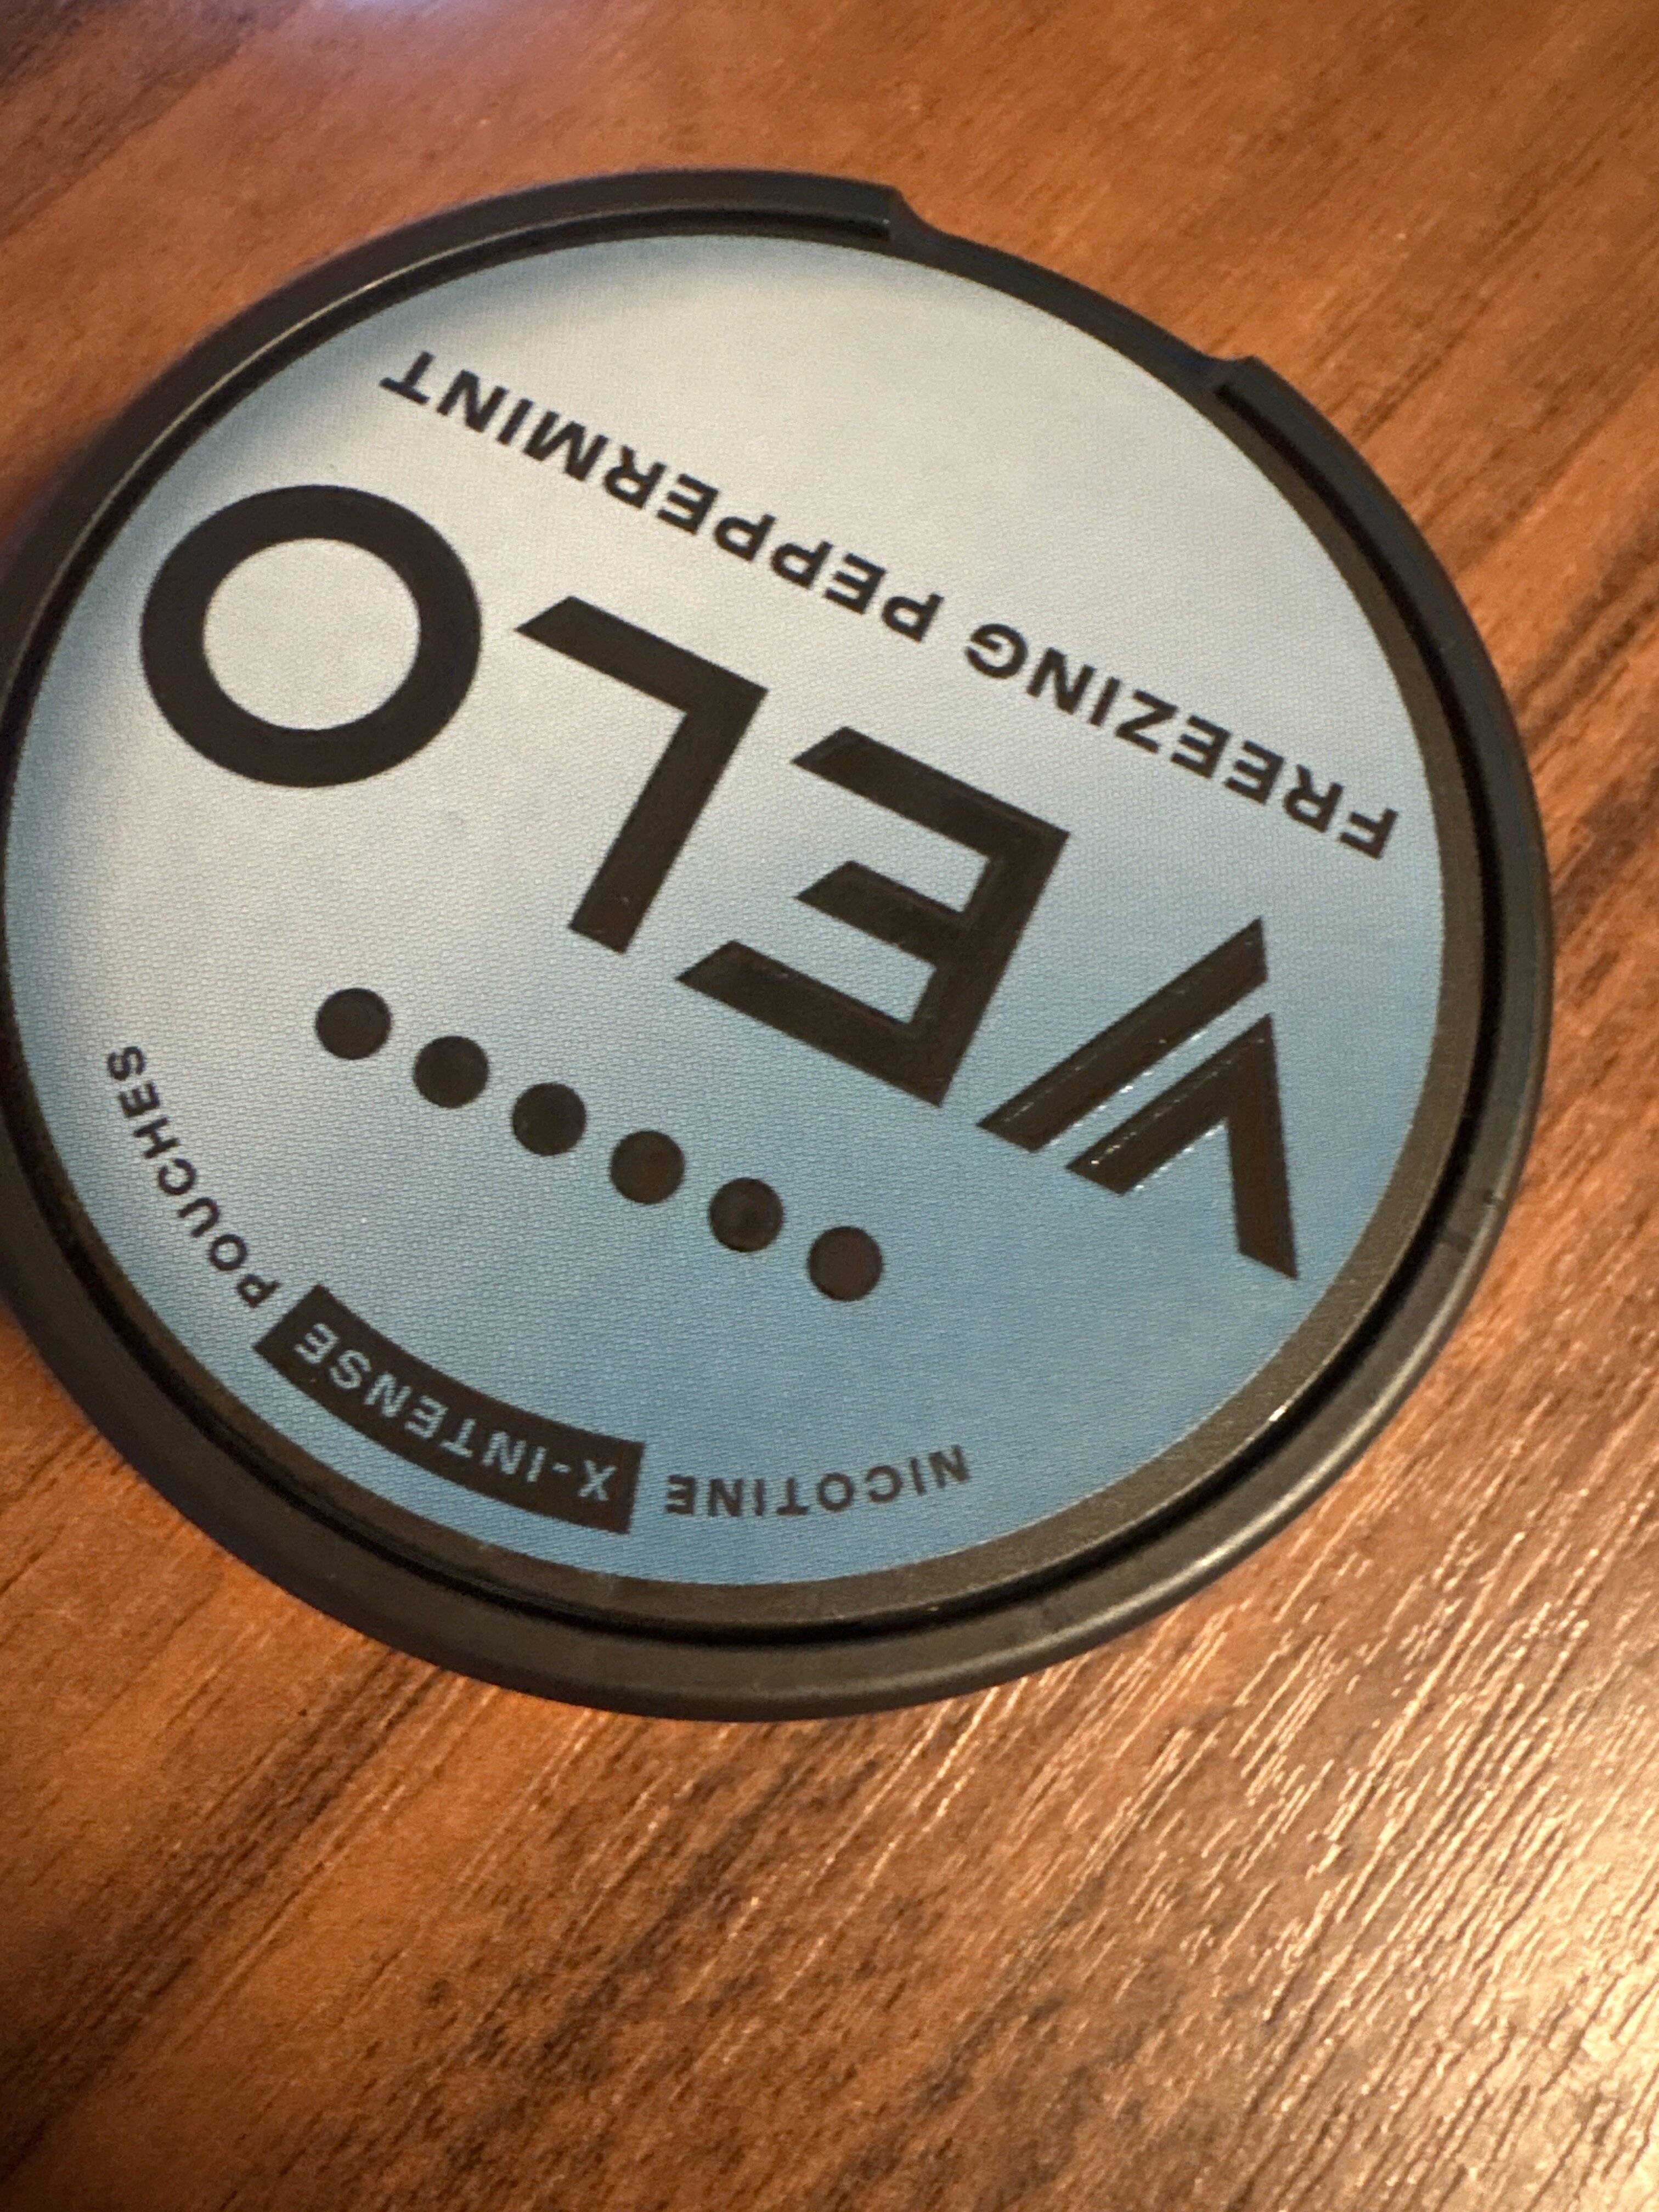 NICOTINE X-INTENSE POUCHES
VELO
FREEZING PEPPERMINT